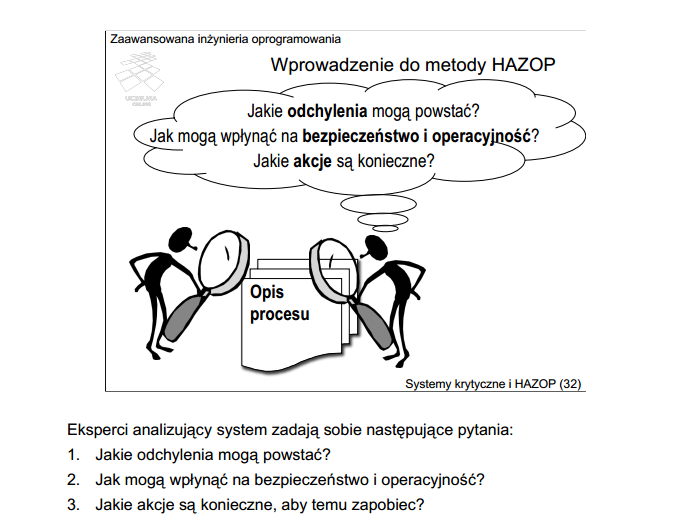 Zaawansowana inżynieria oprogramowania
Wprowadzenie do metody HAZOP
UCZELNIA
ONLINE
Jakie odchylenia mogą powstać?
Jak mogą wpłynąć na bezpieczeństwo i operacyjność?
Jakie akcje są konieczne?
Opis
procesu
Systemy krytyczne i HAZOP (32)
Eksperci analizujący system zadają sobie następujące pytania:
1. Jakie odchylenia mogą powstać?
2. Jak mogą wpłynąć na bezpieczeństwo i operacyjność?
3. Jakie akcje są konieczne, aby temu zapobiec?